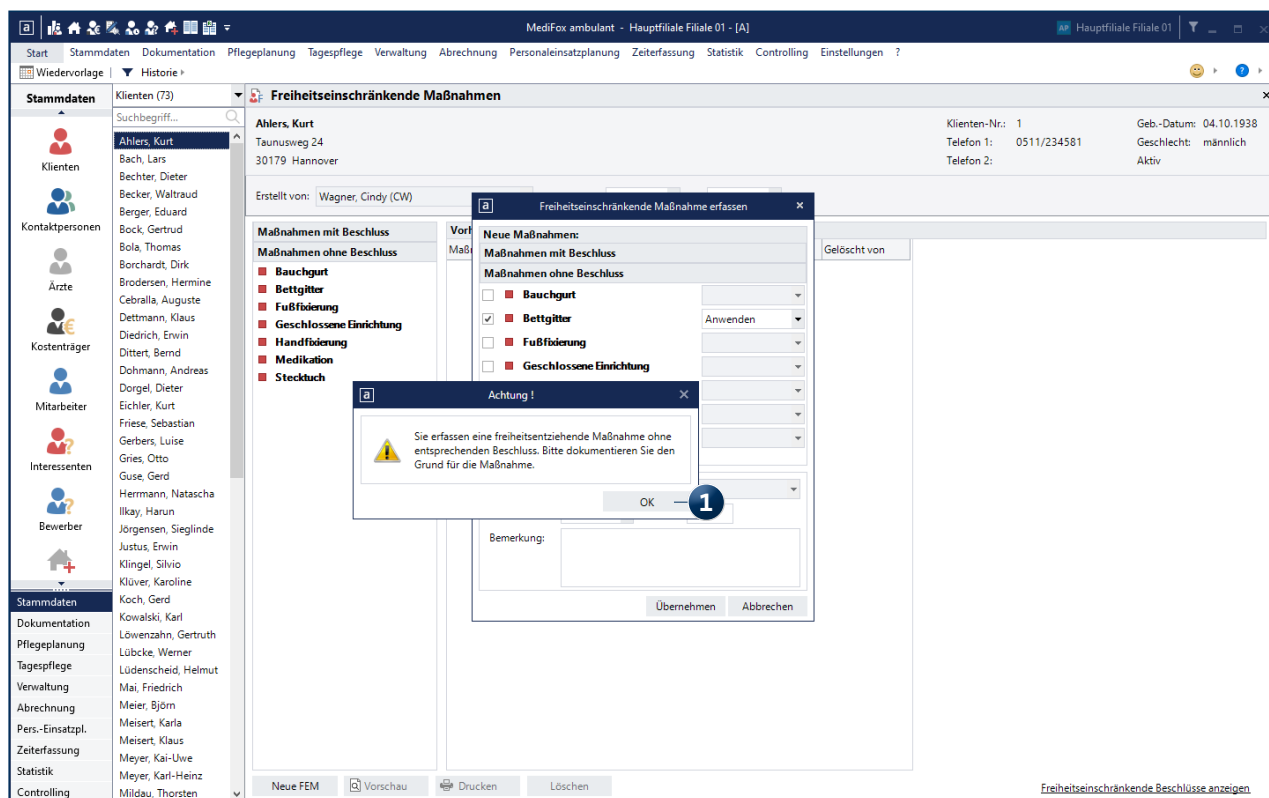 a
MediFox ambulant - Hauptfiliale Filiale 01 - [A]
AP Hauptfiliale Filiale 01
Start Stammdaten Dokumentation Pflegeplanung Tagespflege Verwaltung Abrechnung Personaleinsatzplanung Zeiterfassung Statistik Controlling Einstellungen ?
Wiedervorlage Historie
Stammdaten
Klienten
Kontaktpersonen
Ärzte
Kostenträger
Mitarbeiter
Interessenten
Bewerber
Stammdaten
Dokumentation
Pflegeplanung
Tagespflege
Verwaltung
Abrechnung
Pers.-Einsatzpl.
Zeiterfassung
Statistik
Controlling
Klienten (73)
Suchbegriff...
Ahlers, Kurt
Bach, Lars
Bechter, Dieter
Becker, Waltraud
Berger, Eduard
Bock, Gertrud
Bola, Thomas
Borchardt, Dirk
Brodersen, Hermine
Cebralla, Auguste
Dettmann, Klaus
Diedrich, Erwin
Dittert, Bernd
Dohmann, Andreas
Dorgel, Dieter
Eichler, Kurt
Friese, Sebastian
Gerbers, Luise
Gries, Otto
Guse, Gerd
Herrmann, Natascha
Ilkay, Harun
Jörgensen, Sieglinde
Justus, Erwin
Klingel, Silvio
Klüver, Karoline
Koch, Gerd
Kowalski, Karl
Löwenzahn, Gertruth
Lübcke, Werner
Lüdenscheid, Helmut
Mai, Friedrich
Meier, Björn
Meisert, Karla
Meisert, Klaus
Meyer, Kai-Uwe
Meyer, Karl-Heinz
Mildau, Thorsten
Freiheitseinschränkende Maßnahmen
Ahlers, Kurt
Taunusweg 24
30179 Hannover
Klienten-Nr.: 1 Geb.-Datum: 04.10.1938
Telefon 1: 0511/234581 Geschlecht: männlich
Telefon 2: Aktiv
Erstellt von: Wagner, Cindy (CW)
Maßnahmen mit Beschluss
Maßnahmen ohne Beschluss
Bauchgurt
Bettgitter
Fußfixierung
Geschlossene Einrichtung
Handfixierung
Medikation
Stecktuch
Gelöscht von
a Freiheitseinschränkende Maßnahme erfassen
Neue Maßnahmen:
Maßnahmen mit Beschluss
Maßnahmen ohne Beschluss
Bauchgurt
Bettgitter Anwenden
Fußfixierung
Geschlossene Einrichtung
a Achtung !
Sie erfassen eine freiheitsentziehende Maßnahme ohne
entsprechenden Beschluss. Bitte dokumentieren Sie den
Grund für die Maßnahme.
OK
1
Bemerkung:
Übernehmen Abbrechen
Neue FEM Vorschau Drucken Löschen
Freiheitseinschränkende Beschlüsse anzeigen